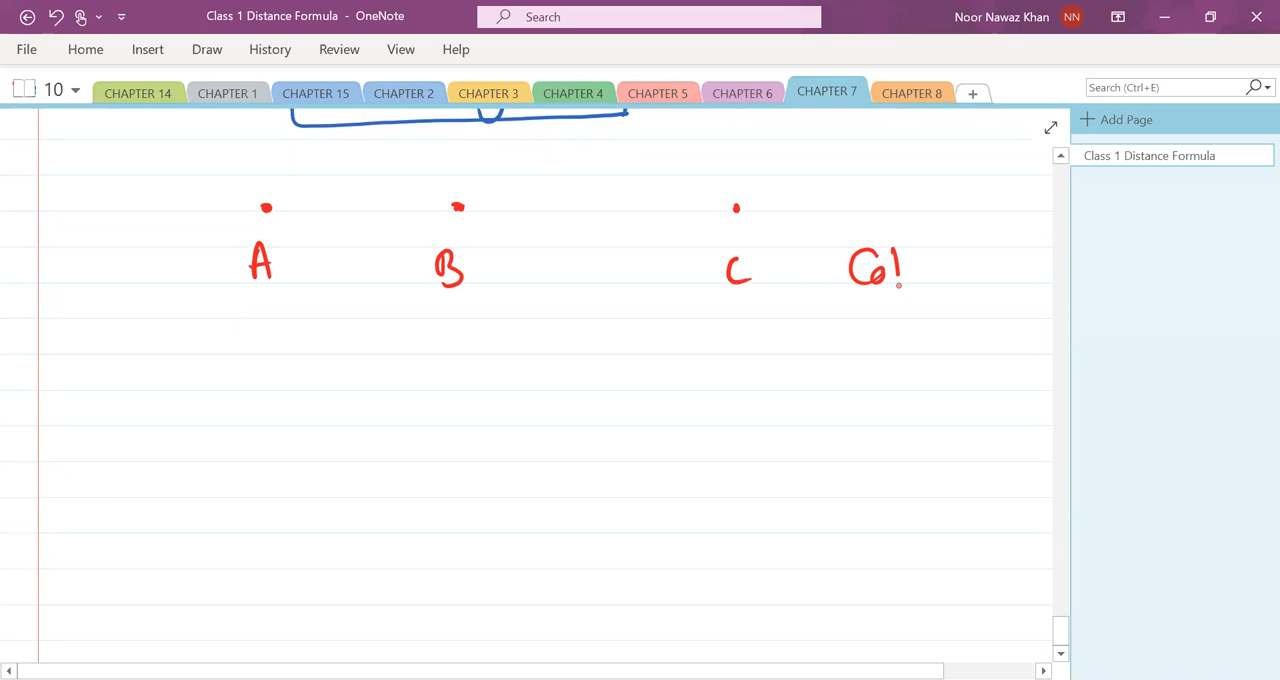 Class 1 Distance Formula - OneNote
Search
Noor Nawaz Khan NN
File Home Insert Draw History Review View Help
10 CHAPTER 14 CHAPTER 1 CHAPTER 15 CHAPTER 2 CHAPTER 3 CHAPTER 4 CHAPTER 5 CHAPTER 6 CHAPTER 7 CHAPTER 8 Search (Ctrl+E)
Add Page
Class 1 Distance Formula
A B C Col